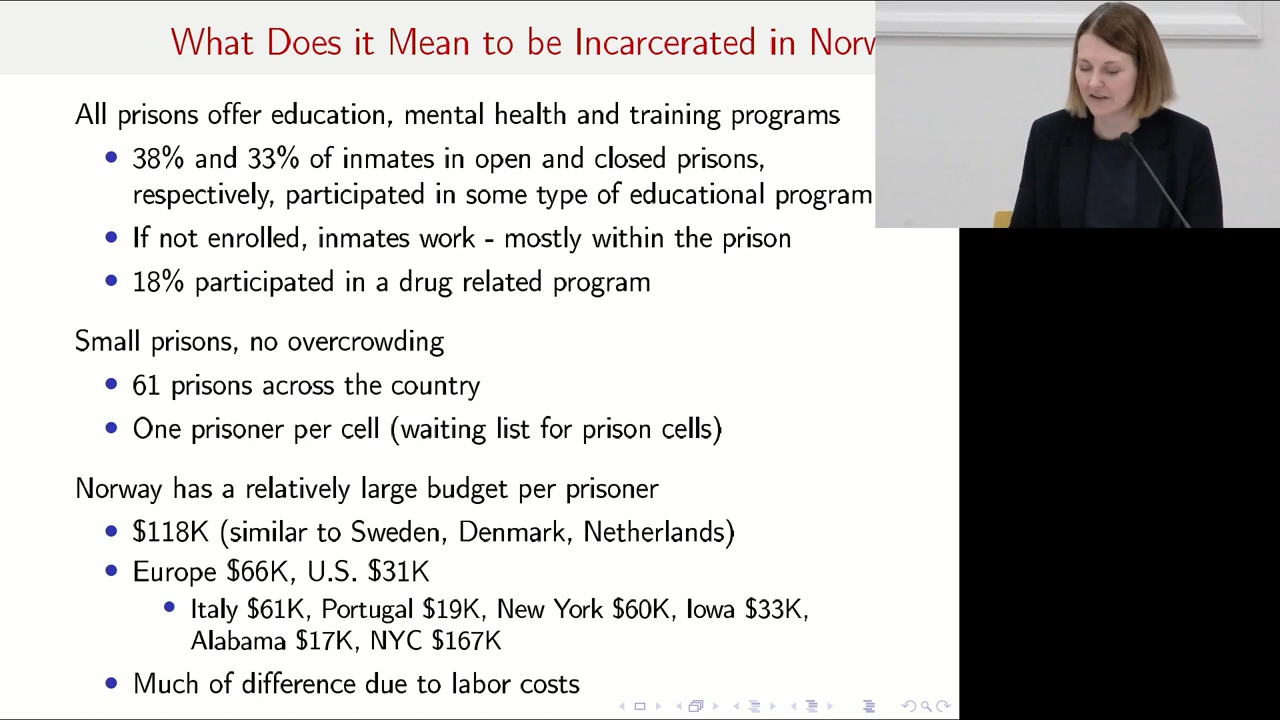 What Does it Mean to be Incarcerated in Norw
All prisons offer education, mental health and training programs
• 38% and 33% of inmates in open and closed prisons,
respectively, participated in some type of educational program
• If not enrolled, inmates work - mostly within the prison
• 18% participated in a drug related program
Small prisons, no overcrowding
• 61 prisons across the country
• One prisoner per cell (waiting list for prison cells)
Norway has a relatively large budget per prisoner
• $118K (similar to Sweden, Denmark, Netherlands)
• Europe $66K, U.S. $31K
• Italy $61K, Portugal $19K, New York $60K, Iowa $33K,
Alabama $17K, NYC $167K
• Much of difference due to labor costs